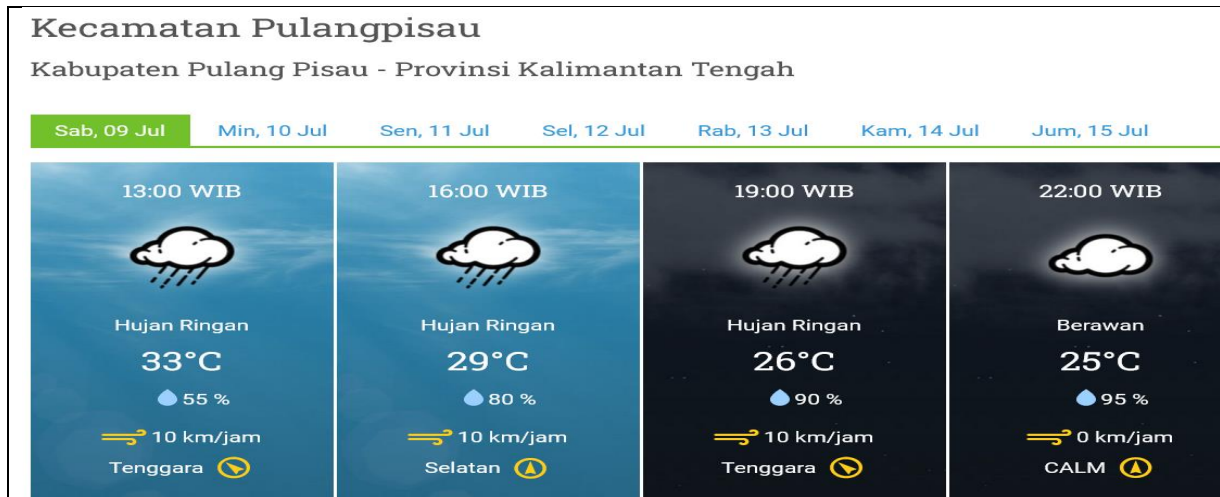 Kecamatan Pulangpisau
Kabupaten Pulang Pisau - Provinsi Kalimantan Tengah
Sab, 09 Jul Min, 10 Jul Sen, 11 Jul Sel, 12 Jul Rab, 13 Jul Kam, 14 Jul Jum, 15 Jul
13:00 WIB
Hujan Ringan
33°C
55 %
10 km/jam
Tenggara
16:00 WIB
Hujan Ringan
29°C
80 %
10 km/jam
Selatan
19:00 WIB
Hujan Ringan
26°C
90 %
10 km/jam
Tenggara
22:00 WIB
Berawan
25°C
95 %
0 km/jam
CALM